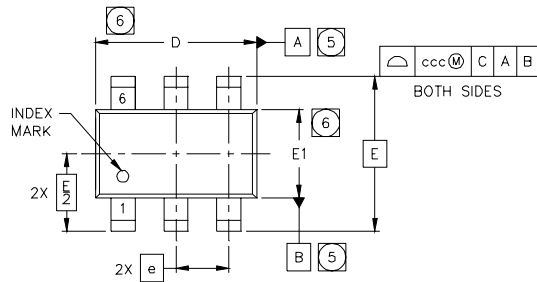 6
D
A 5
ccc Ⓜ C A B
BOTH SIDES
6
INDEX
MARK
6
E1
E
2X E/2
1
B 5
2X e